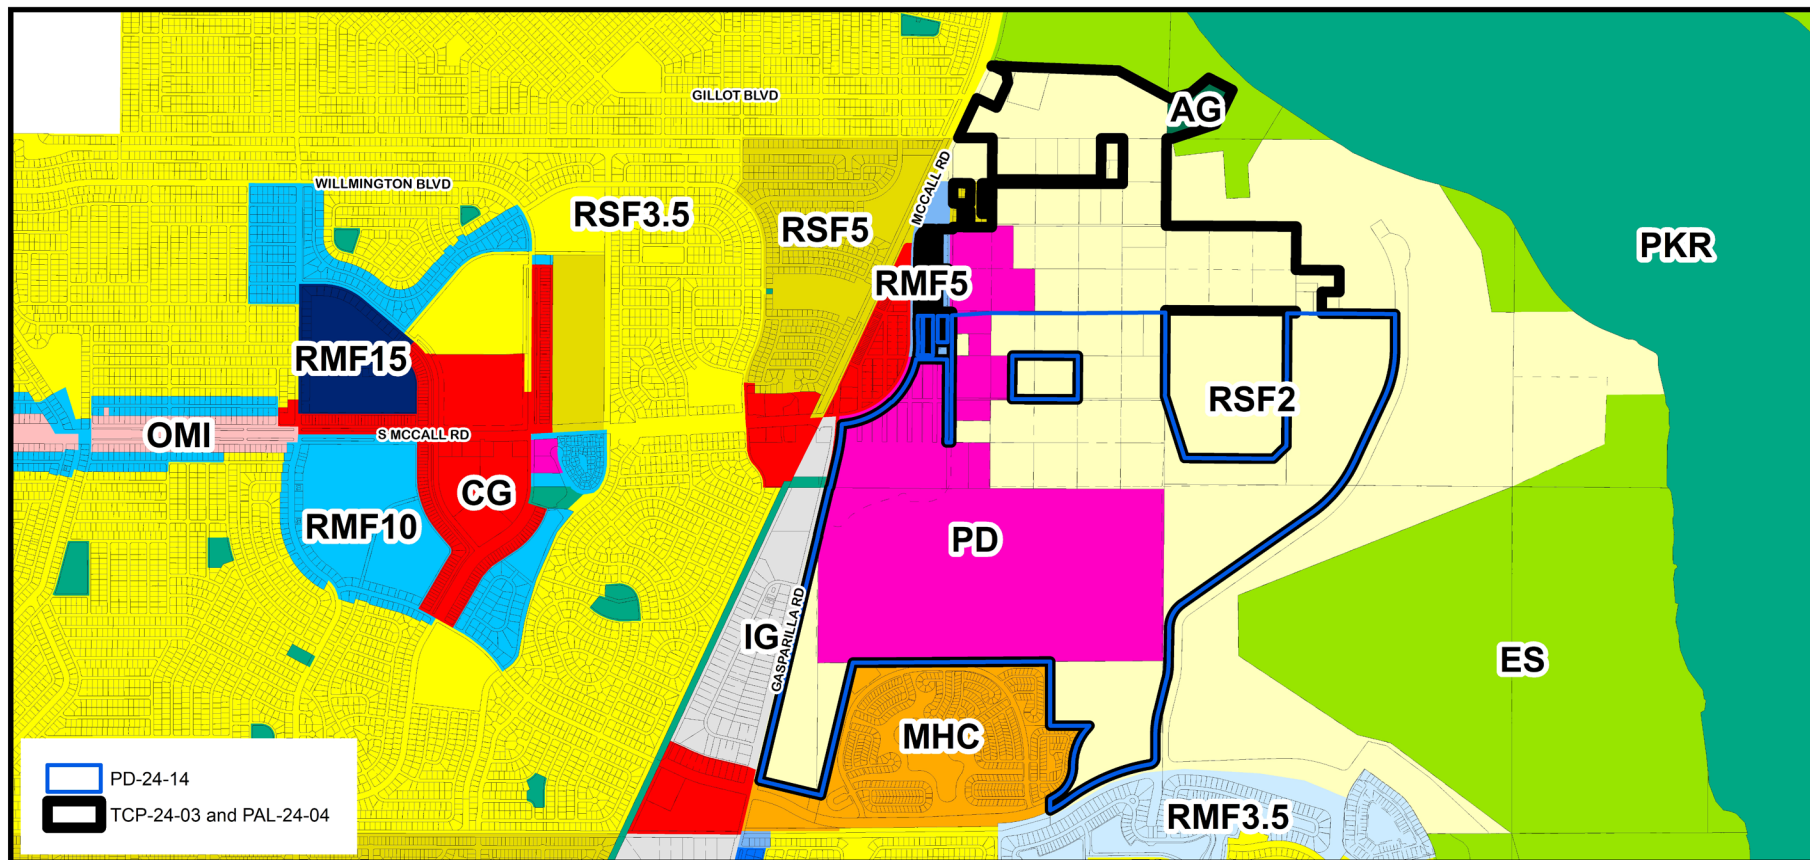 GILLOT BLVD
AG
WILLMINGTON BLVD
MCCALL RD
RSF3.5
RSF5
PKR
RMF5
RMF15
RSF2
OMI
S MCCALL RD
CG
RMF10
PD
GASPARILLA RD
IG
ES
MHC
RMF3.5
PD-24-14
TCP-24-03 and PAL-24-04